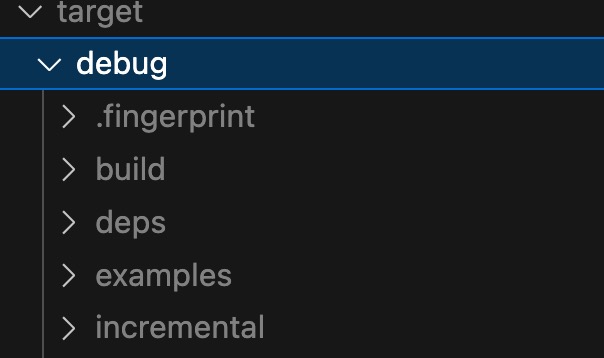 target
debug
.fingerprint
build
deps
examples
incremental